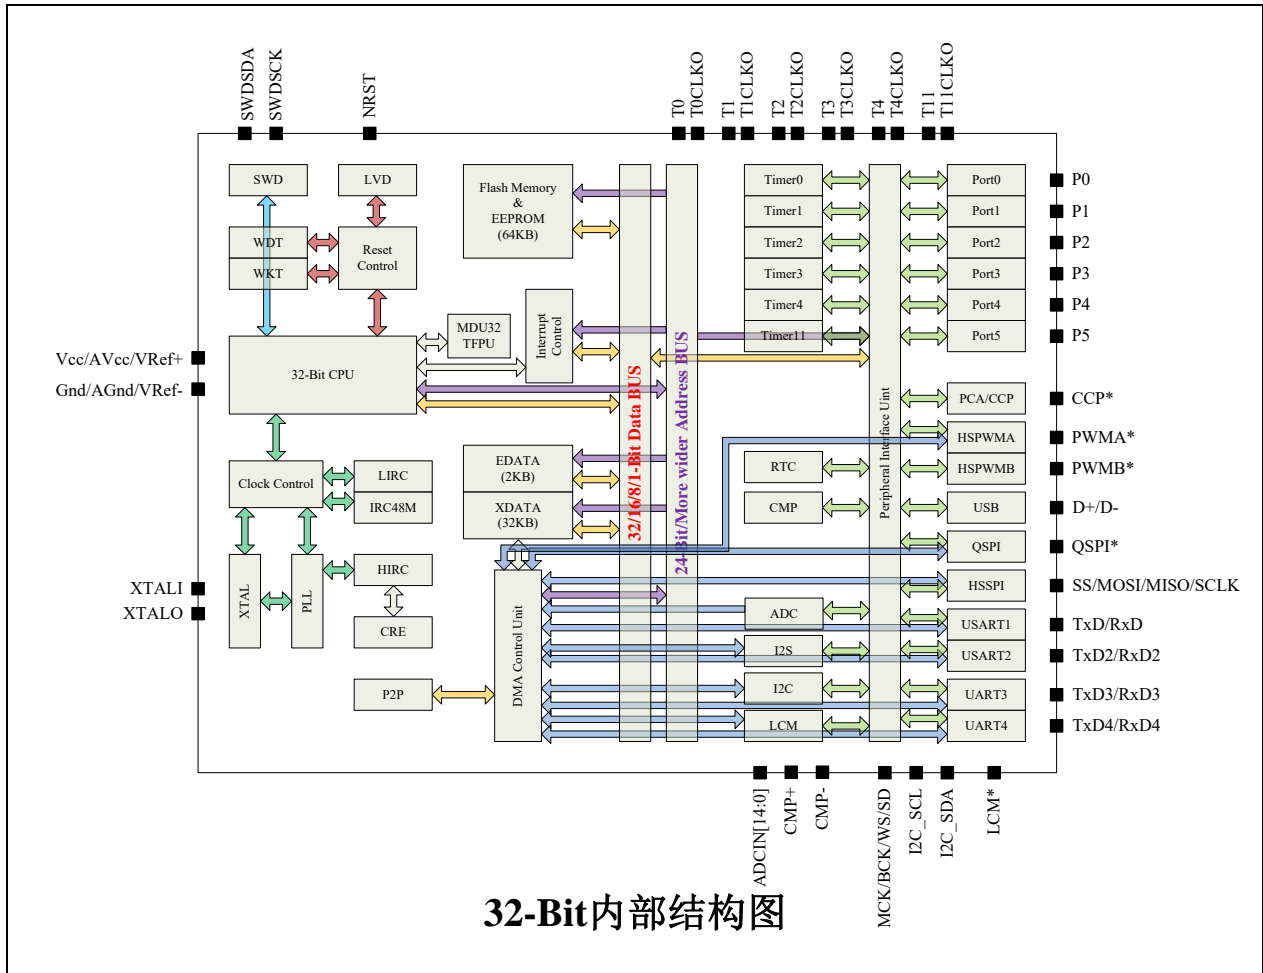 SWDSDA
SWDSCK
NRST
T0
T0CLKO
T1
T1CLKO
T2
T2CLKO
T3
T3CLKO
T4
T4CLKO
T11
T11CLKO
SWD
LVD
WDT
WKT
Reset
Control
Flash Memory
&
EEPROM
(64KB)
Timer0
Timer1
Timer2
Timer3
Timer4
Timer11
Port0
Port1
Port2
Port3
Port4
Port5
P0
P1
P2
P3
P4
P5
MDU32
TFPU
Interrupt
Control
32-Bit CPU
Vcc/AVcc/VRef+
Gnd/AGnd/VRef-
32/16/8/1-Bit Data BUS
24-Bit/More wider Address BUS
Peripheral Interface Uint
PCA/CCP
HSPWMA
HSPWMB
USB
QSPI
HSSPI
USART1
USART2
UART3
UART4
CCP*
PWMA*
PWMB*
D+/D-
QSPI*
SS/MOSI/MISO/SCLK
TxD/RxD
TxD2/RxD2
TxD3/RxD3
TxD4/RxD4
Clock Control
LIRC
IRC48M
EDATA
(2KB)
XDATA
(32KB)
RTC
CMP
XTAL
PLL
HIRC
CRE
XTALI
XTALO
P2P
DMA Control Unit
ADC
I2S
I2C
LCM
ADCIN[14:0]
CMP+
CMP-
MCK/BCK/WS/SD
I2C_SCL
I2C_SDA
LCM*
32-Bit内部结构图